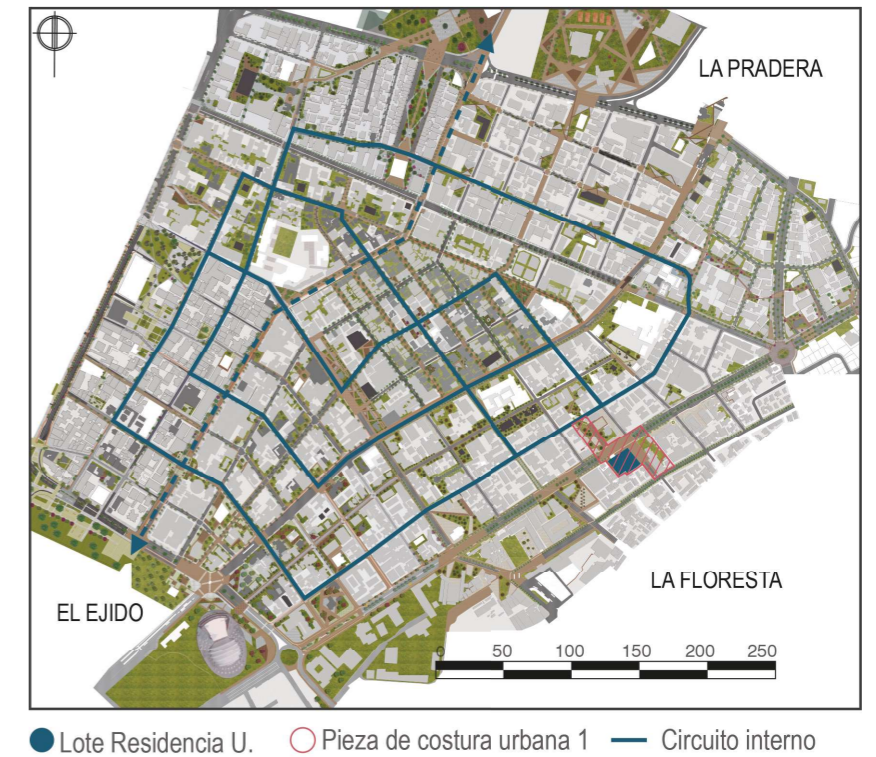 LA PRADERA
LA FLORESTA
EL EJIDO
0 50 100 150 200 250
Lote Residencia U. Pieza de costura urbana 1 Circuito interno